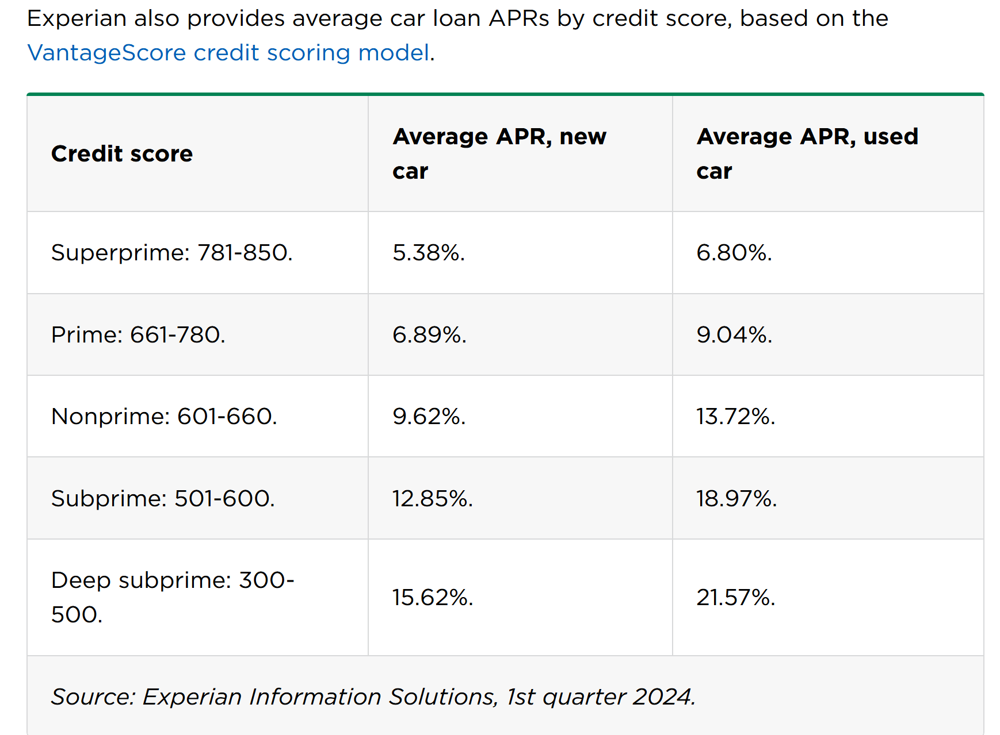 Experian also provides average car loan APRs by credit score, based on the
VantageScore credit scoring model.
Credit score
Average APR, new
car
Average APR, used
car
Superprime: 781-850.
5.38%.
6.80%.
Prime: 661-780.
6.89%.
9.04%.
Nonprime: 601-660.
9.62%.
13.72%.
Subprime: 501-600.
12.85%.
18.97%.
Deep subprime: 300-
500.
15.62%.
21.57%.
Source: Experian Information Solutions, 1st quarter 2024.